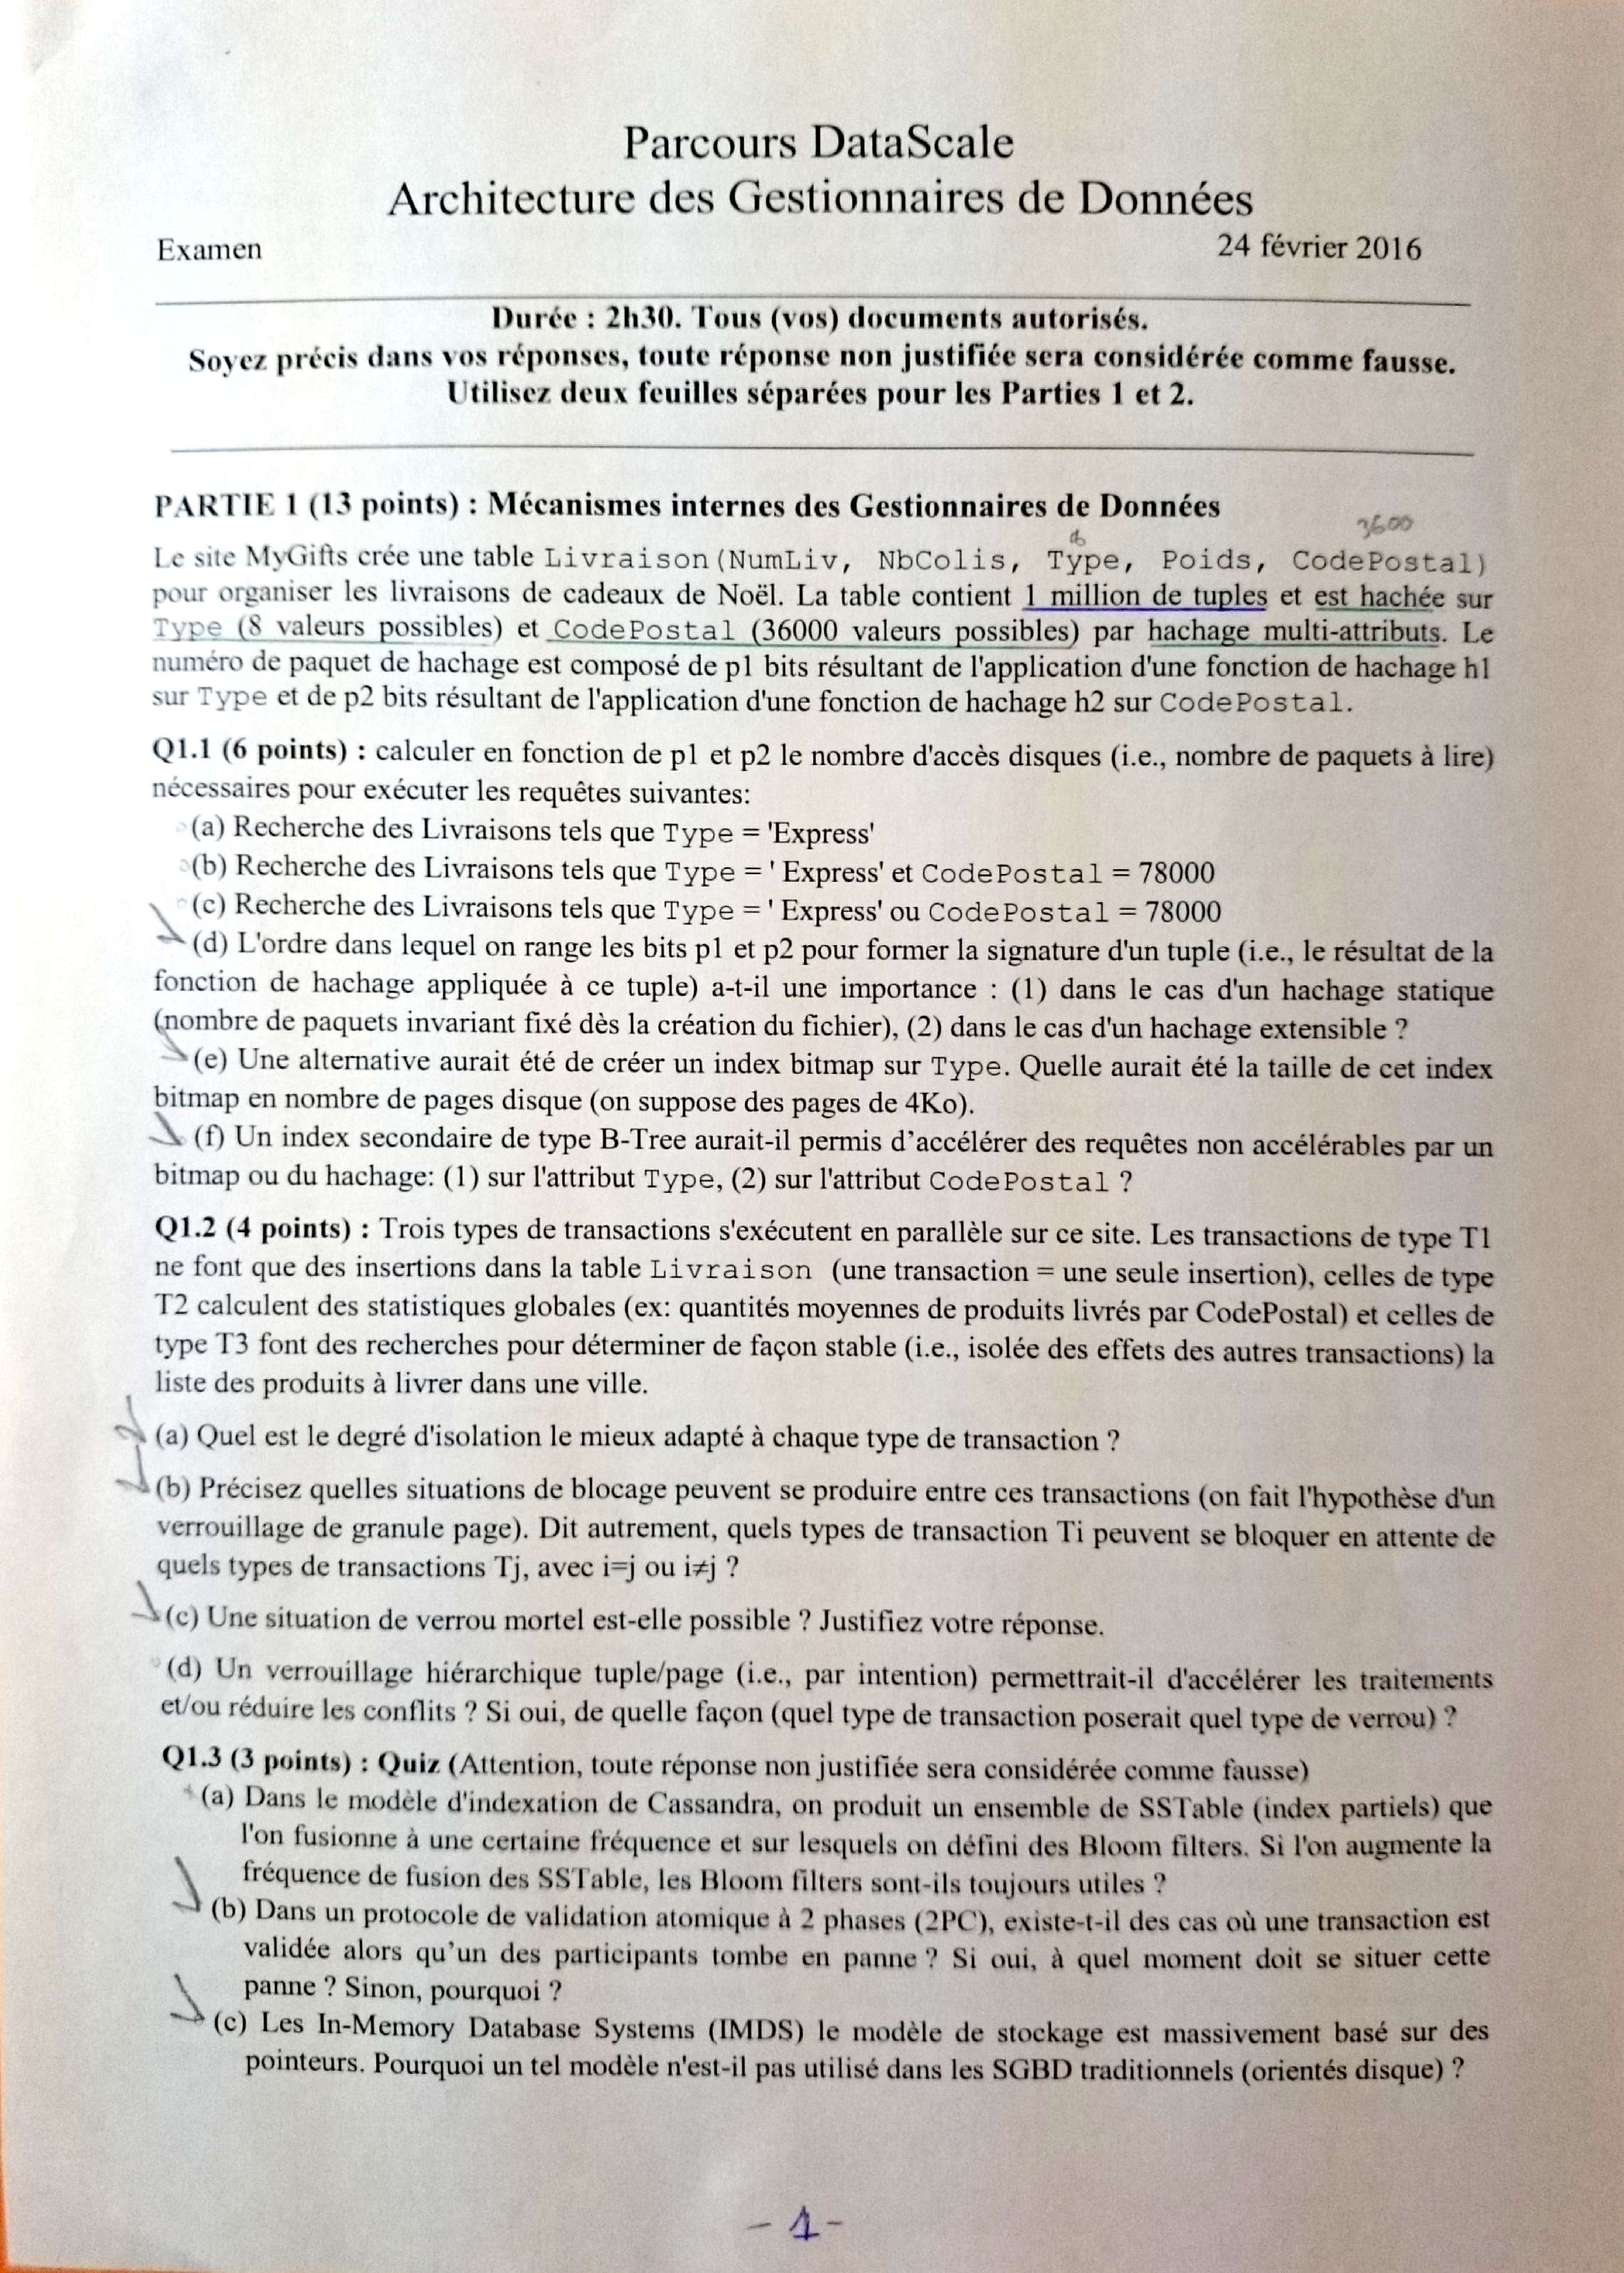 Parcours DataScale
Architecture des Gestionnaires de Données
Examen 24 février 2016
Durée : 2h30. Tous (vos) documents autorisés.
Soyez précis dans vos réponses, toute réponse non justifiée sera considérée comme fausse.
Utilisez deux feuilles séparées pour les Parties 1 et 2.
PARTIE 1 (13 points) : Mécanismes internes des Gestionnaires de Données
3600
Le site MyGifts crée une table Livraison(NumLiv, NbColis, Type, Poids, CodePostal)
pour organiser les livraisons de cadeaux de Noël. La table contient 1 million de tuples et est hachée sur
Type (8 valeurs possibles) et CodePostal (36000 valeurs possibles) par hachage multi-attributs. Le
numéro de paquet de hachage est composé de p1 bits résultant de l'application d'une fonction de hachage h1
sur Type et de p2 bits résultant de l'application d'une fonction de hachage h2 sur CodePostal.
Q1.1 (6 points) : calculer en fonction de p1 et p2 le nombre d'accès disques (i.e., nombre de paquets à lire)
nécessaires pour exécuter les requêtes suivantes:
(a) Recherche des Livraisons tels que Type = 'Express'
(b) Recherche des Livraisons tels que Type = ' Express' et CodePostal = 78000
(c) Recherche des Livraisons tels que Type = ' Express' ou CodePostal = 78000
(d) L'ordre dans lequel on range les bits p1 et p2 pour former la signature d'un tuple (i.e., le résultat de la
fonction de hachage appliquée à ce tuple) a-t-il une importance : (1) dans le cas d'un hachage statique
(nombre de paquets invariant fixé dès la création du fichier), (2) dans le cas d'un hachage extensible ?
(e) Une alternative aurait été de créer un index bitmap sur Type. Quelle aurait été la taille de cet index
bitmap en nombre de pages disque (on suppose des pages de 4Ko).
(f) Un index secondaire de type B-Tree aurait-il permis d'accélérer des requêtes non accélérables par un
bitmap ou du hachage: (1) sur l'attribut Type, (2) sur l'attribut CodePostal ?
Q1.2 (4 points) : Trois types de transactions s'exécutent en parallèle sur ce site. Les transactions de type T1
ne font que des insertions dans la table Livraison (une transaction = une seule insertion), celles de type
T2 calculent des statistiques globales (ex: quantités moyennes de produits livrés par CodePostal) et celles de
type T3 font des recherches pour déterminer de façon stable (i.e., isolée des effets des autres transactions) la
liste des produits à livrer dans une ville.
(a) Quel est le degré d'isolation le mieux adapté à chaque type de transaction ?
(b) Précisez quelles situations de blocage peuvent se produire entre ces transactions (on fait l'hypothèse d'un
verrouillage de granule page). Dit autrement, quels types de transaction Ti peuvent se bloquer en attente de
quels types de transactions Tj, avec i=j ou i≠j ?
(c) Une situation de verrou mortel est-elle possible ? Justifiez votre réponse.
(d) Un verrouillage hiérarchique tuple/page (i.e., par intention) permettrait-il d'accélérer les traitements
et/ou réduire les conflits ? Si oui, de quelle façon (quel type de transaction poserait quel type de verrou) ?
Q1.3 (3 points) : Quiz (Attention, toute réponse non justifiée sera considérée comme fausse)
(a) Dans le modèle d'indexation de Cassandra, on produit un ensemble de SSTable (index partiels) que
l'on fusionne à une certaine fréquence et sur lesquels on défini des Bloom filters. Si l'on augmente la
fréquence de fusion des SSTable, les Bloom filters sont-ils toujours utiles ?
(b) Dans un protocole de validation atomique à 2 phases (2PC), existe-t-il des cas où une transaction est
validée alors qu'un des participants tombe en panne ? Si oui, à quel moment doit se situer cette
panne ? Sinon, pourquoi ?
(c) Les In-Memory Database Systems (IMDS) le modèle de stockage est massivement basé sur des
pointeurs. Pourquoi un tel modèle n'est-il pas utilisé dans les SGBD traditionnels (orientés disque) ?
- 1 -